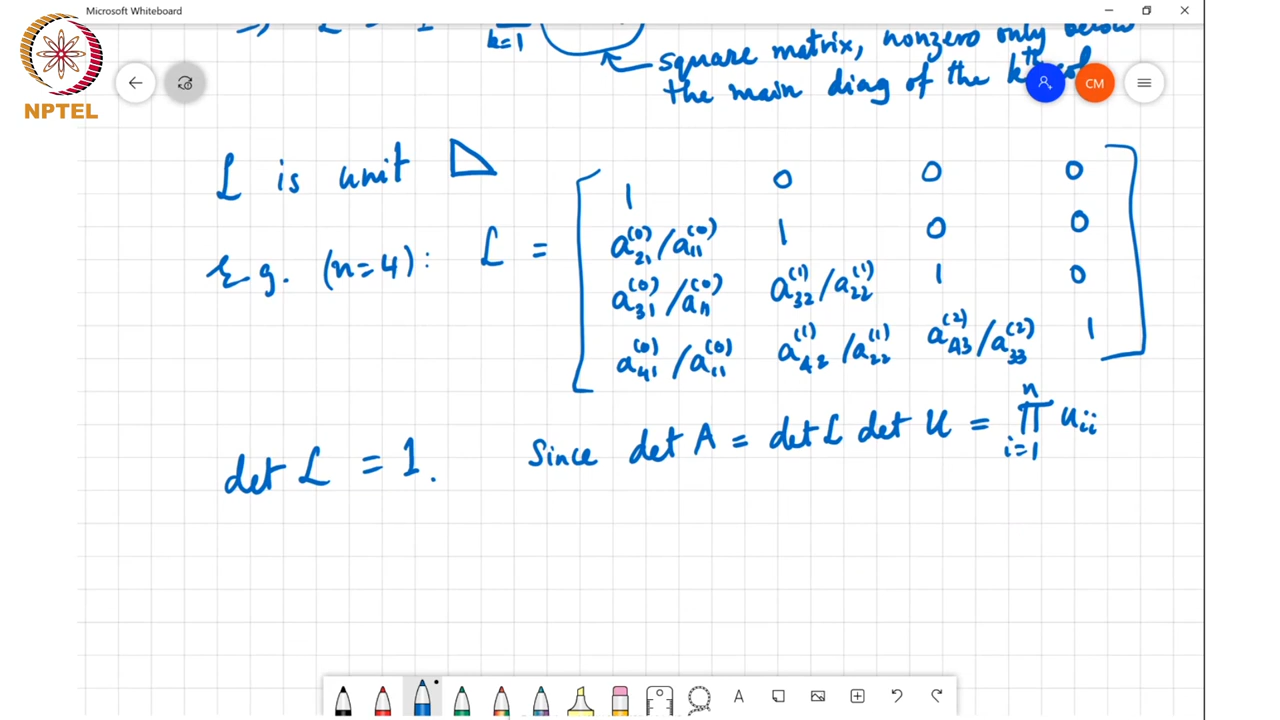 Microsoft Whiteboard
NPTEL
CM
k=1
square matrix, nonzero only below
the main diag of the kth col
L is unit
E.g. (n=4): L =
1 0 0 0
a21(0)/a11(0) 1 0 0
a31(0)/a11(0) a32(1)/a22(1) 1 0
a41(0)/a11(0) a42(1)/a22(1) a43(2)/a33(2) 1
det L = 1. Since det A = det L det U = ∏ i=1 n uii
A